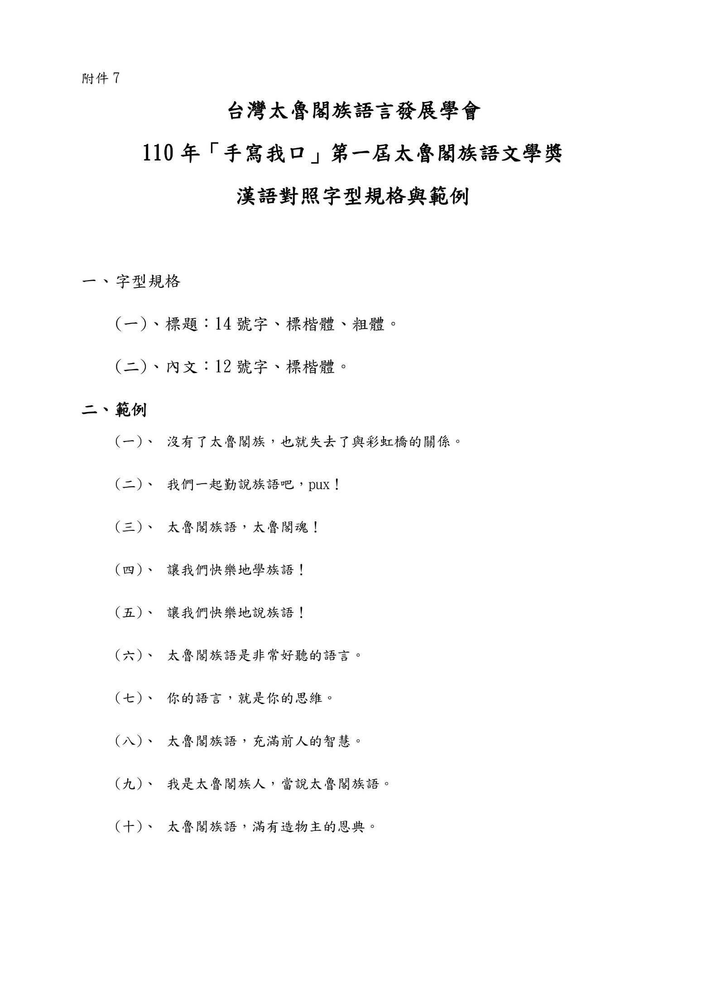 附件 7
台灣太魯閣族語言發展學會
110 年「手寫我口」第一屆太魯閣族語文學獎
漢語對照字型規格與範例
一、字型規格
(一)、標題：14 號字、標楷體、粗體。
(二)、內文：12 號字、標楷體。
二、範例
(一)、 沒有了太魯閣族，也就失去了與彩虹橋的關係。
(二)、 我們一起勤說族語吧，pux！
(三)、 太魯閣族語，太魯閣魂！
(四)、 讓我們快樂地學族語！
(五)、 讓我們快樂地說族語！
(六)、 太魯閣族語是非常好聽的語言。
(七)、 你的語言，就是你的思維。
(八)、 太魯閣族語，充滿前人的智慧。
(九)、 我是太魯閣族人，當說太魯閣族語。
(十)、 太魯閣族語，滿有造物主的恩典。